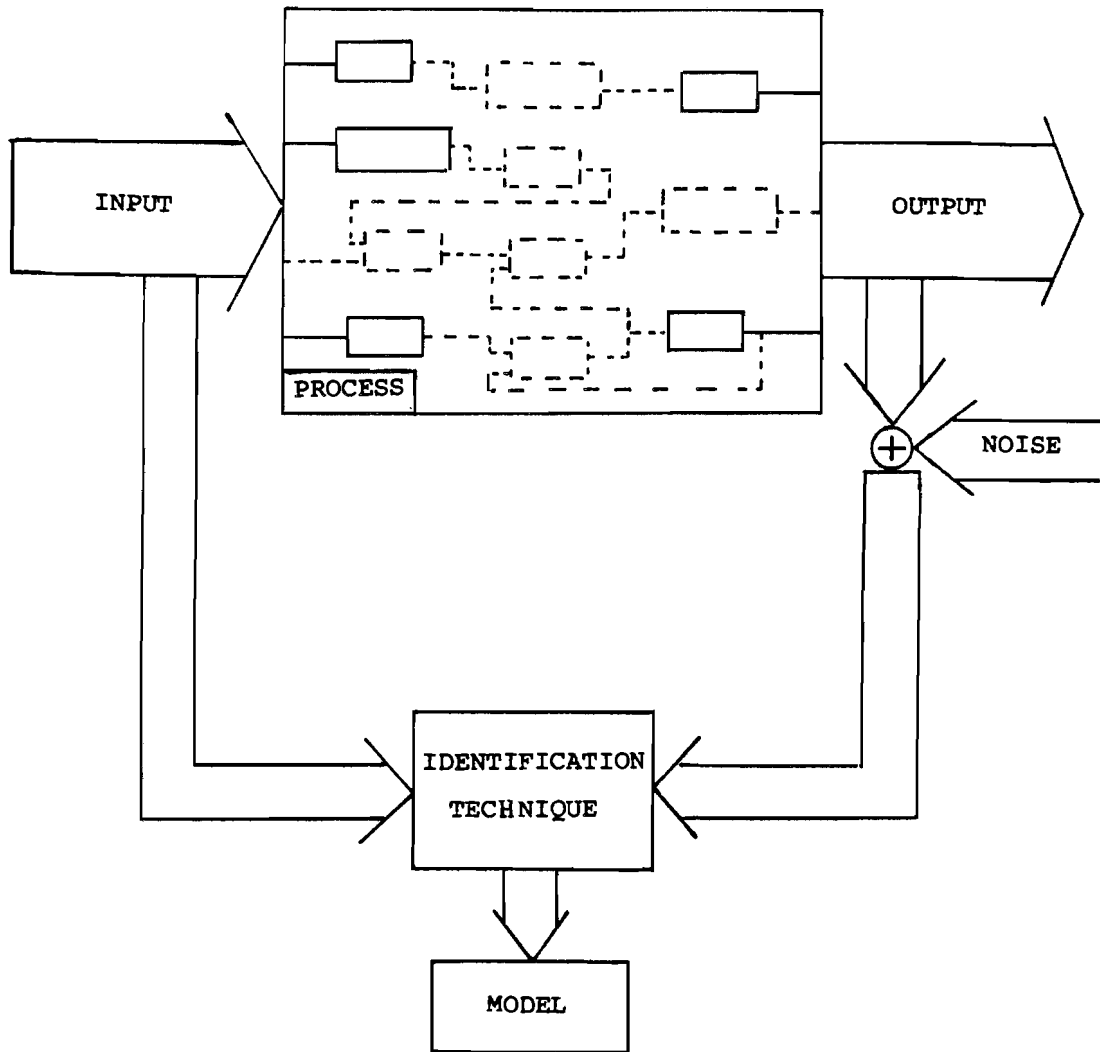 INPUT
OUTPUT
PROCESS
NOISE
IDENTIFICATION
TECHNIQUE
MODEL